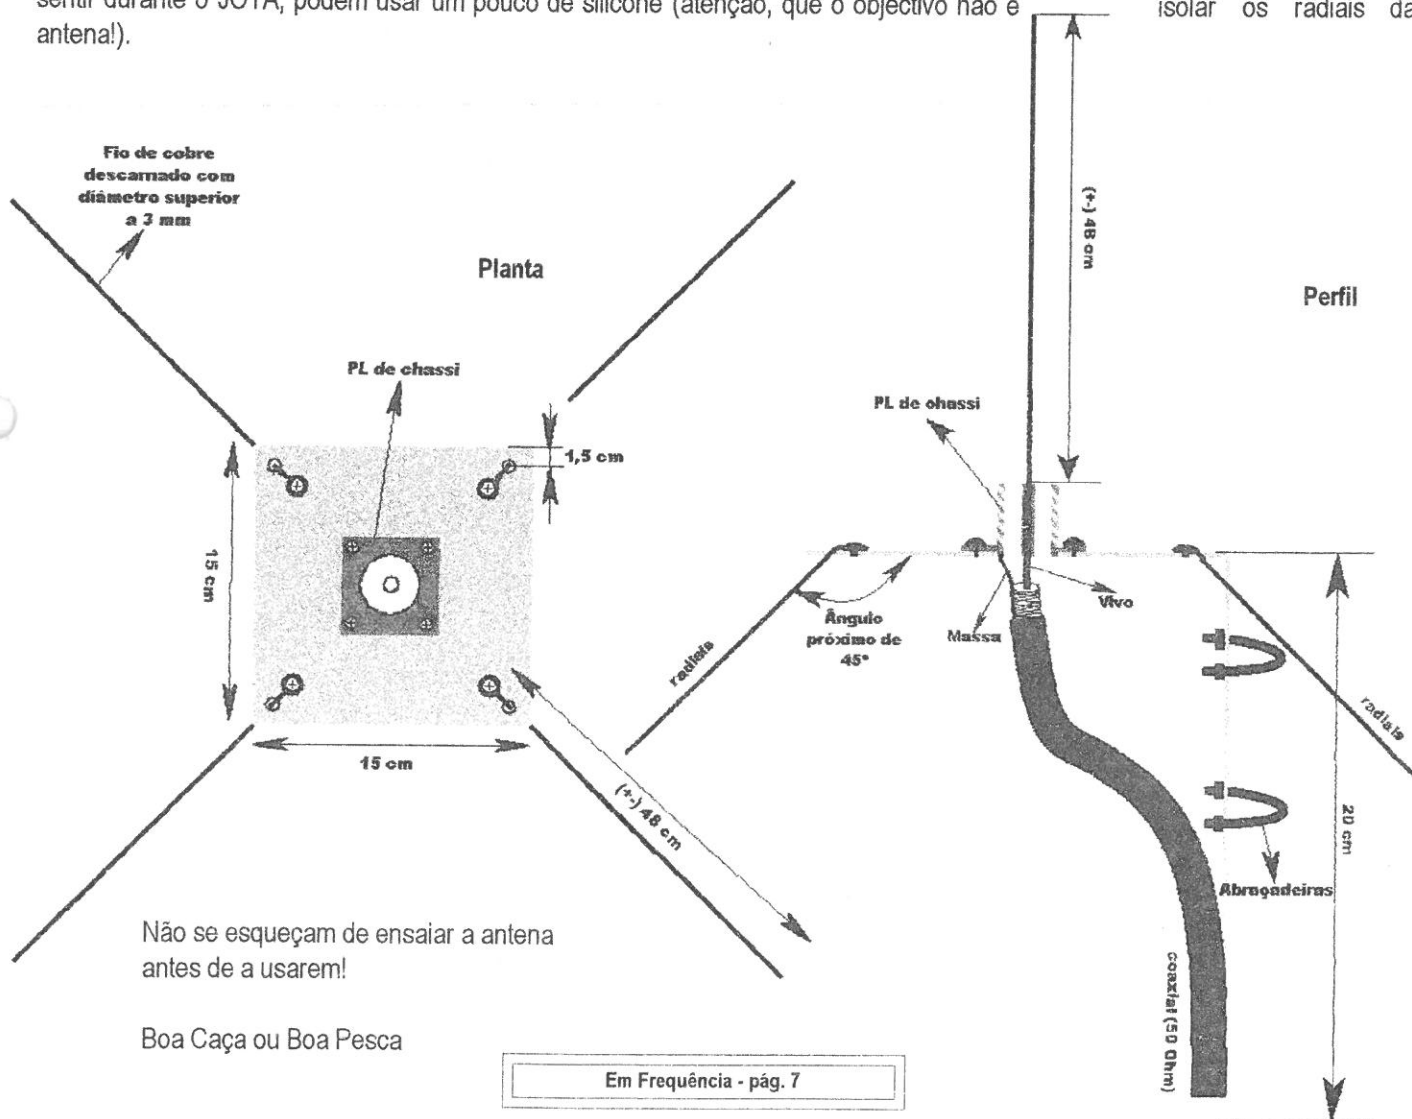 sentir durante o JOTA, podem usar um pouco de silicone (atenção, que o objectivo não é isolar os radiais da
antena!).
Fio de cobre
descarnado com
diâmetro superior
a 3 mm
Planta
PL de chassi
1,5 cm
15 cm
15 cm
(+-) 48 cm
(+-) 48 cm
Perfil
PL de chassi
Vivo
Massa
Ângulo
próximo de
45º
radiais
radiais
20 cm
Abraçadeiras
coaxial (50 Ohm)
Não se esqueçam de ensaiar a antena
antes de a usarem!
Boa Caça ou Boa Pesca
Em Frequência - pág. 7